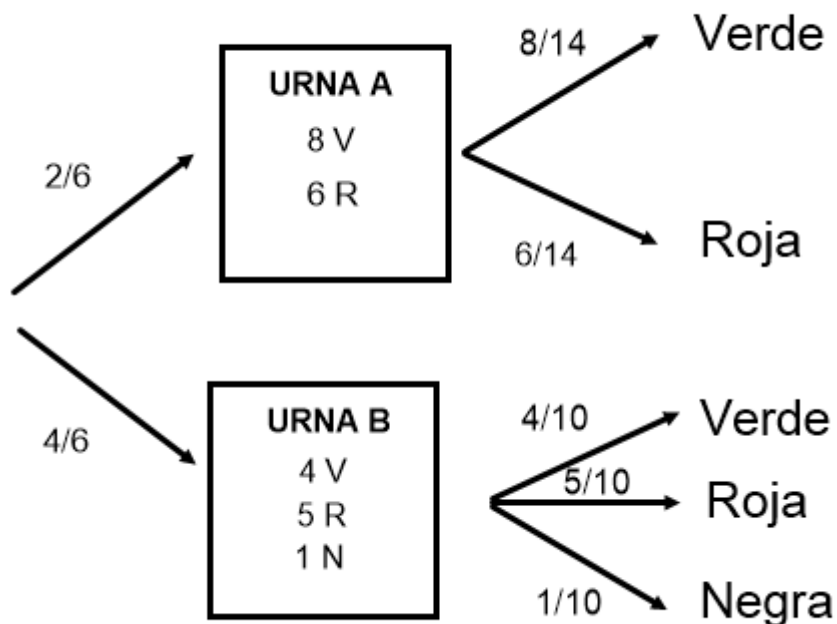 2/6
URNA A
8 V
6 R
8/14
Verde
6/14
Roja
4/6
URNA B
4 V
5 R
1 N
4/10
Verde
5/10
Roja
1/10
Negra